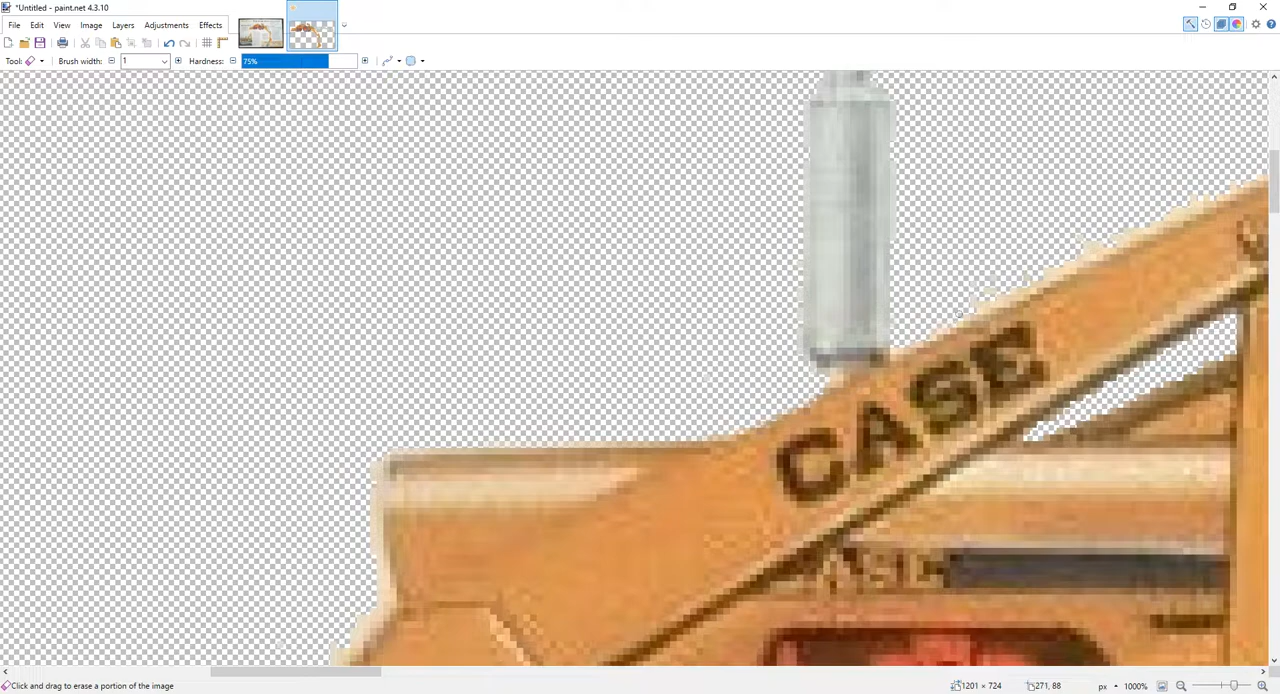 *Untitled - paint.net 4.3.10
File Edit View Image Layers Adjustments Effects
Tool: Brush width: 1 Hardness: 75%
CASE
CASE
Click and drag to erase a portion of the image
1201 × 724
271, 88
px
1000%